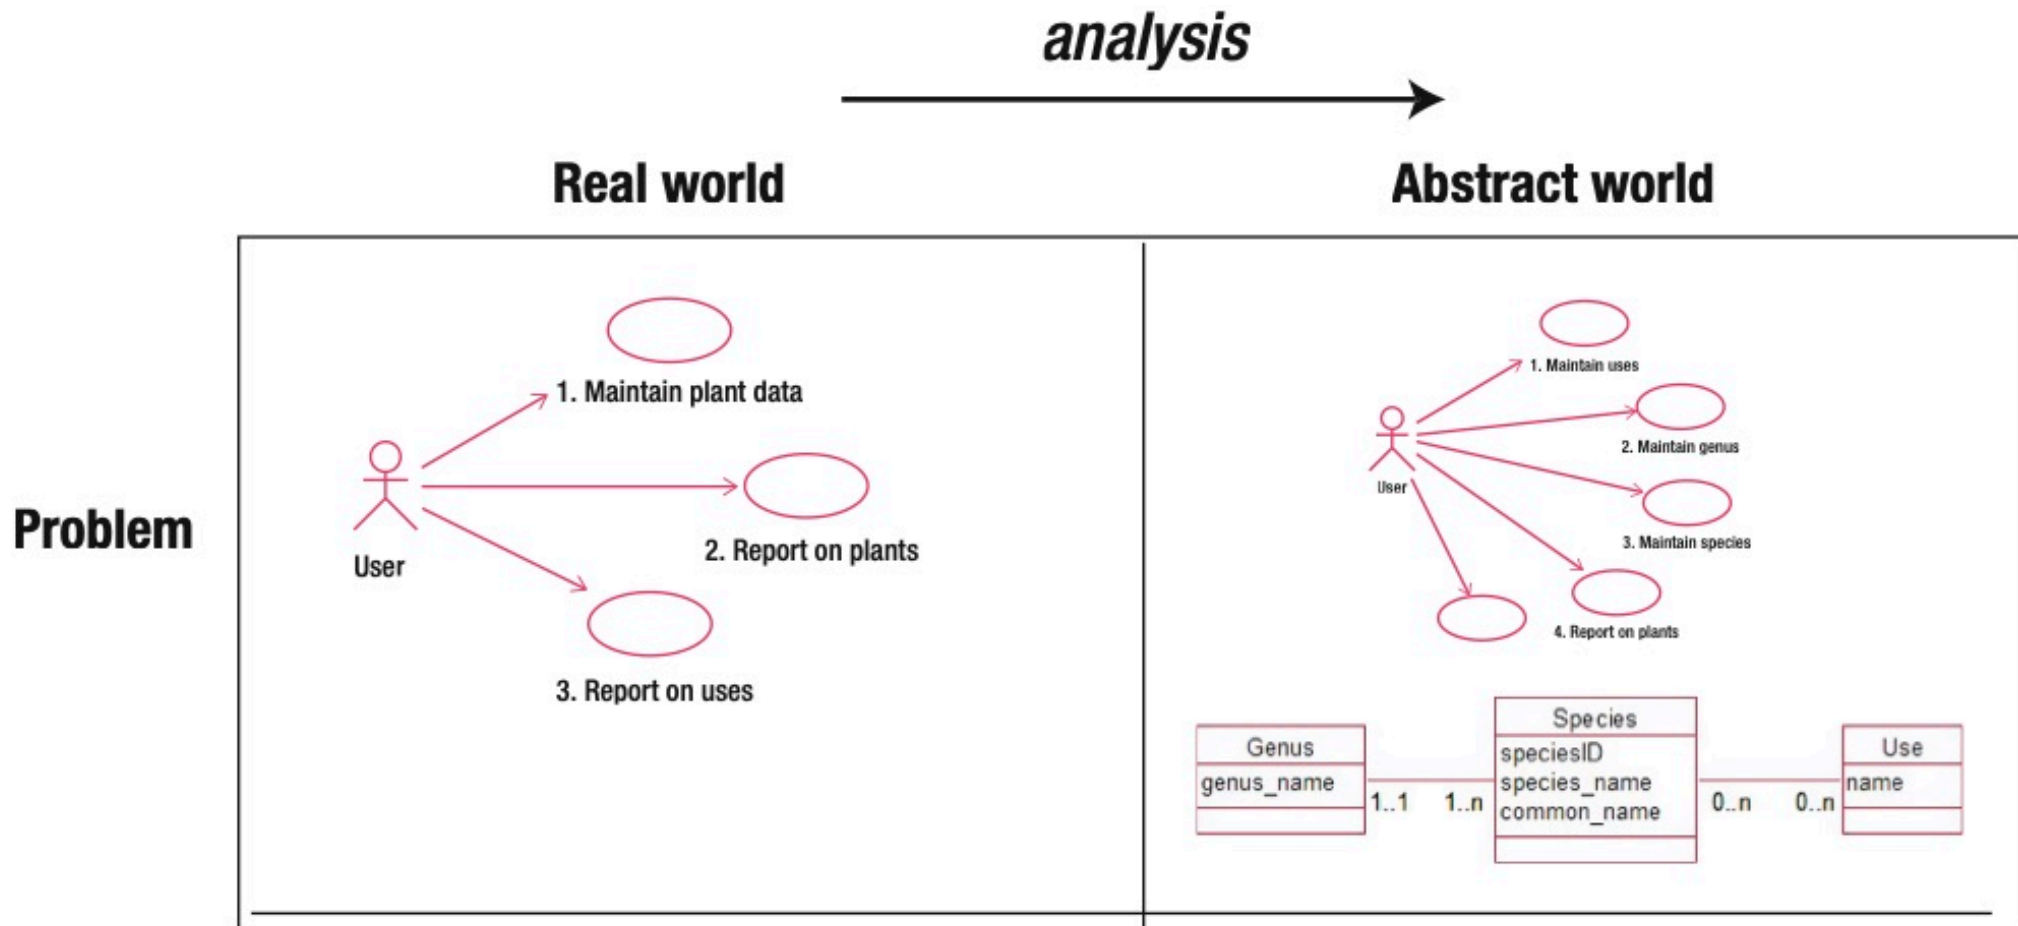 analysis
Real world
Abstract world
Problem
User
1. Maintain plant data
2. Report on plants
3. Report on uses
User
1. Maintain uses
2. Maintain genus
3. Maintain species
4. Report on plants
Genus
genus_name
1..1
1..n
Species
speciesID
species_name
common_name
0..n
0..n
Use
name